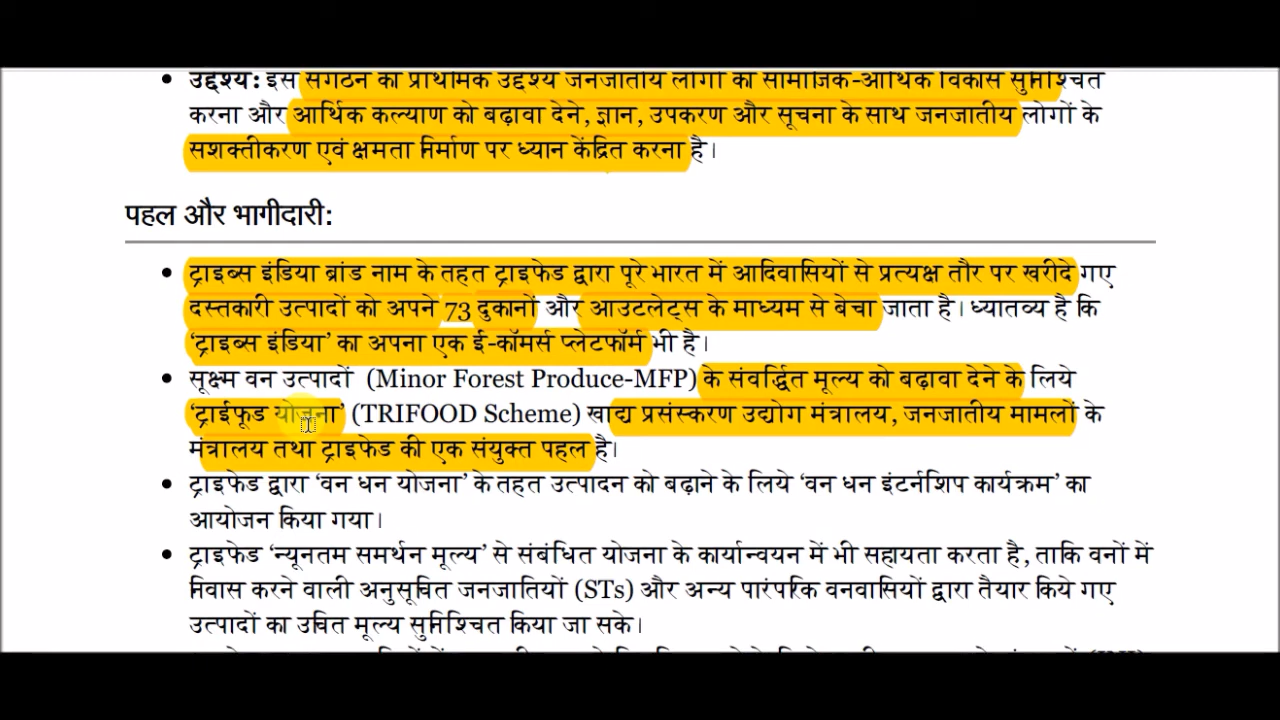 उद्देश्य: इस संगठन का प्राथमिक उद्देश्य जनजातीय लोगों का सामाजिक-आर्थिक विकास सुनिश्चित
करना और आर्थिक कल्याण को बढ़ावा देने, ज्ञान, उपकरण और सूचना के साथ जनजातीय लोगों के
सशक्तीकरण एवं क्षमता निर्माण पर ध्यान केंद्रित करना है।
पहल और भागीदारी:
ट्राइब्स इंडिया ब्रांड नाम के तहत ट्राइफेड द्वारा पूरे भारत में आदिवासियों से प्रत्यक्ष तौर पर खरीदे गए
दस्तकारी उत्पादों को अपने 73 दुकानों और आउटलेट्स के माध्यम से बेचा जाता है। ध्यातव्य है कि
‘ट्राइब्स इंडिया’ का अपना एक ई-कॉमर्स प्लेटफॉर्म भी है।
सूक्ष्म वन उत्पादों (Minor Forest Produce-MFP) के संवर्द्धित मूल्य को बढ़ावा देने के लिये
‘ट्राईफूड योजना’ (TRIFOOD Scheme) खाद्य प्रसंस्करण उद्योग मंत्रालय, जनजातीय मामलों के
मंत्रालय तथा ट्राइफेड की एक संयुक्त पहल है।
ट्राइफेड द्वारा ‘वन धन योजना’ के तहत उत्पादन को बढ़ाने के लिये ‘वन धन इंटर्नशिप कार्यक्रम’ का
आयोजन किया गया।
ट्राइफेड ‘न्यूनतम समर्थन मूल्य’ से संबंधित योजना के कार्यान्वयन में भी सहायता करता है, ताकि वनों में
निवास करने वाली अनुसूचित जनजातियों (STs) और अन्य पारंपरिक वनवासियों द्वारा तैयार किये गए
उत्पादों का उचित मूल्य सुनिश्चित किया जा सके।